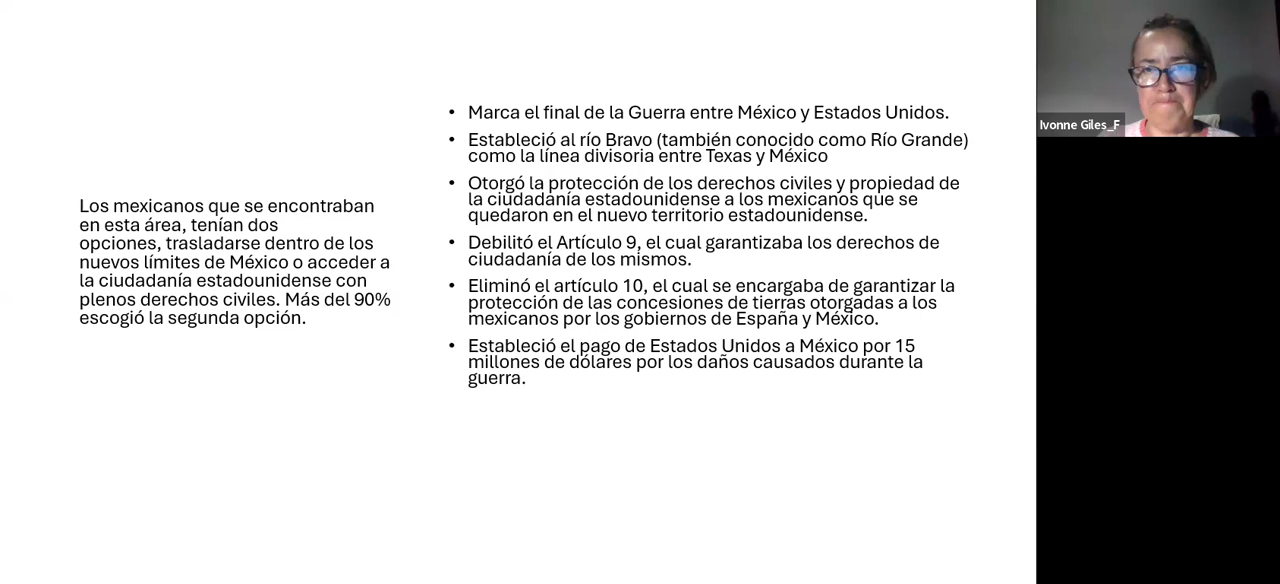 Los mexicanos que se encontraban
en esta área, tenían dos
opciones, trasladarse dentro de los
nuevos límites de México o acceder a
la ciudadanía estadounidense con
plenos derechos civiles. Más del 90%
escogió la segunda opción.
• Marca el final de la Guerra entre México y Estados Unidos.
• Estableció al río Bravo (también conocido como Río Grande)
como la línea divisoria entre Texas y México
• Otorgó la protección de los derechos civiles y propiedad de
la ciudadanía estadounidense a los mexicanos que se
quedaron en el nuevo territorio estadounidense.
• Debilitó el Artículo 9, el cual garantizaba los derechos de
ciudadanía de los mismos.
• Eliminó el artículo 10, el cual se encargaba de garantizar la
protección de las concesiones de tierras otorgadas a los
mexicanos por los gobiernos de España y México.
• Estableció el pago de Estados Unidos a México por 15
millones de dólares por los daños causados durante la
guerra.
Ivonne Giles_F